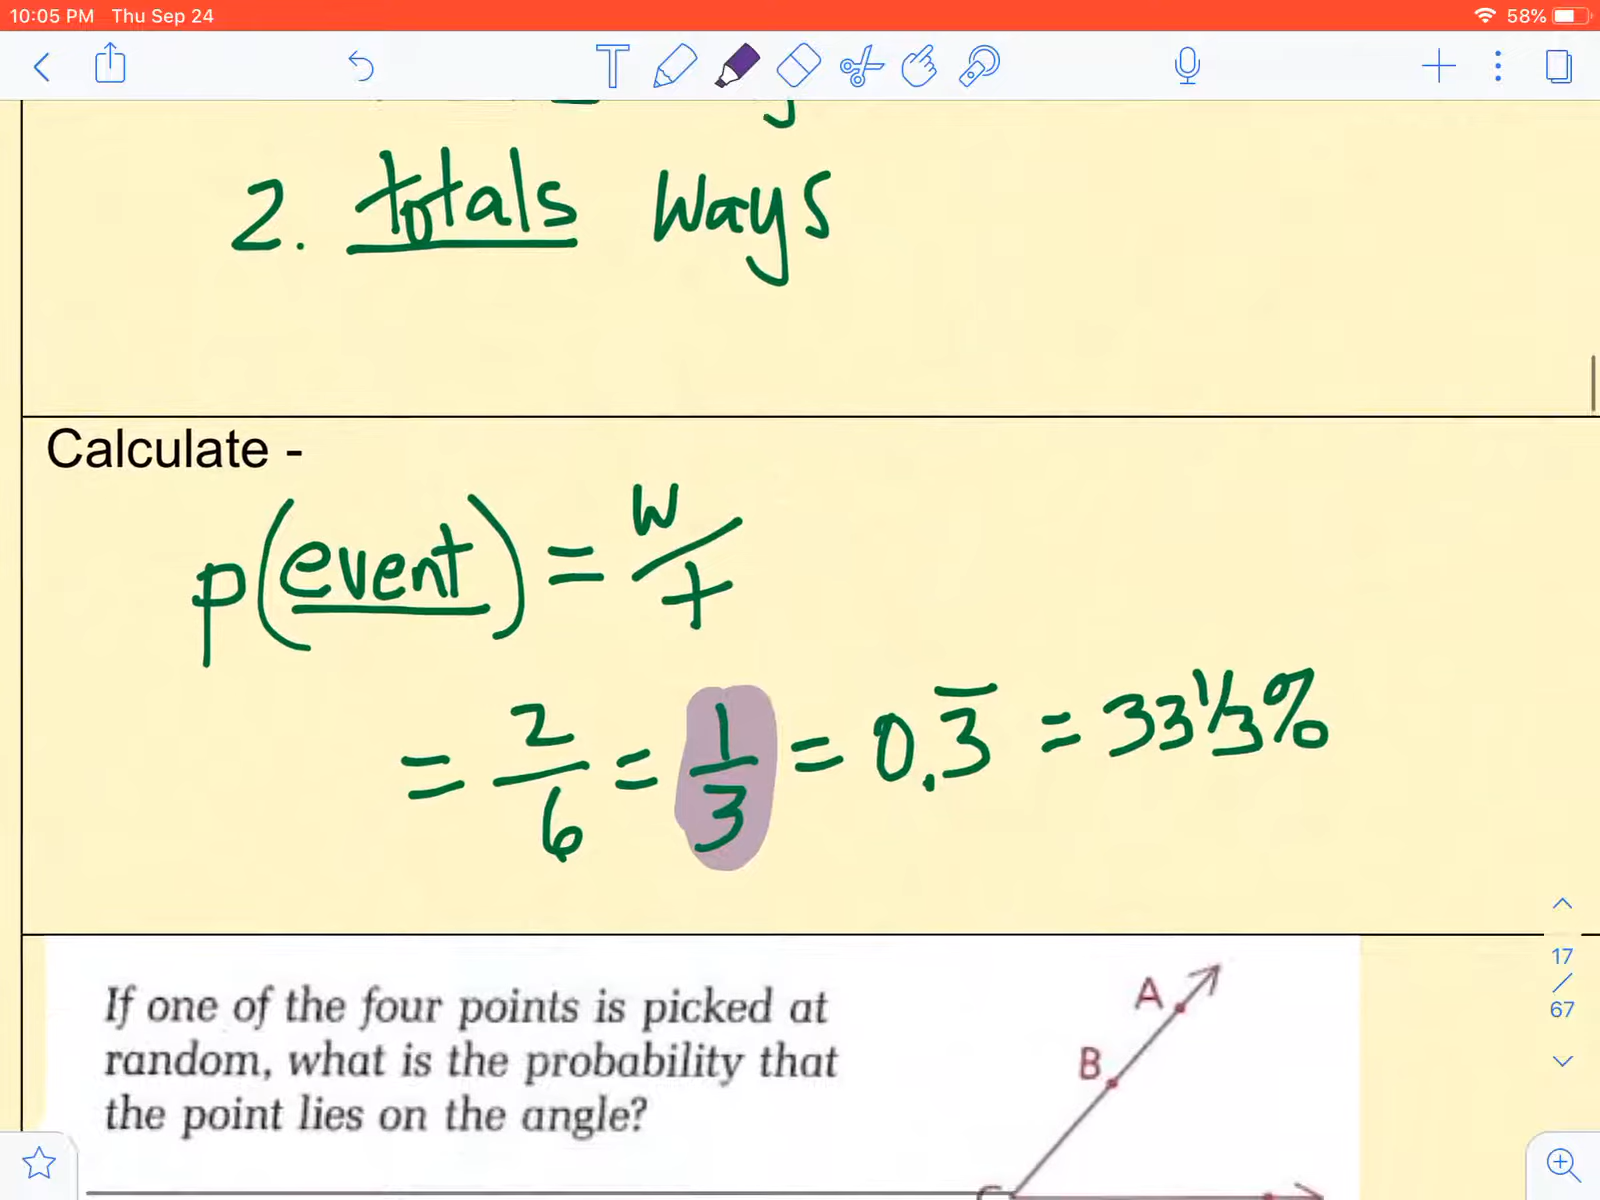 10:05 PM Thu Sep 24
58%
T
2. totals ways
Calculate -
p(event) = w/t
= 2/6 = 1/3 = 0.3̅ = 33 1/3%
17
/
67
If one of the four points is picked at
random, what is the probability that
the point lies on the angle?
A
B